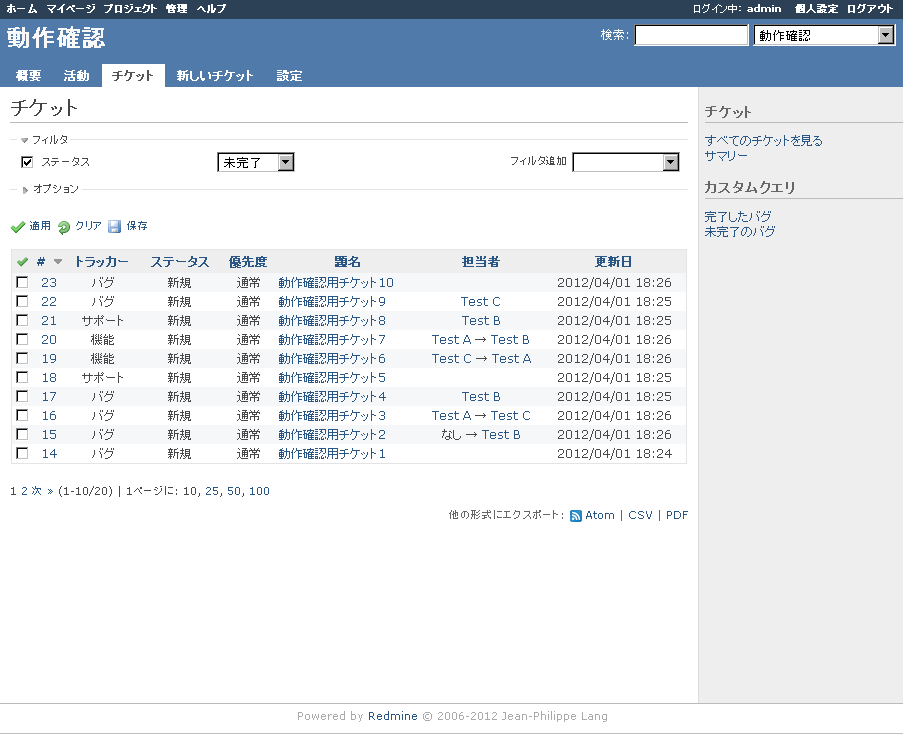 ホーム マイページ プロジェクト 管理 ヘルプ ログイン中: admin 個人設定 ログアウト
動作確認 検索: 動作確認
概要 活動 チケット 新しいチケット 設定
チケット
フィルタ
ステータス 未完了 フィルタ追加
オプション
適用 クリア 保存
# トラッカー ステータス 優先度 題名 担当者 更新日
23 バグ 新規 通常 動作確認用チケット10 2012/04/01 18:26
22 バグ 新規 通常 動作確認用チケット9 Test C 2012/04/01 18:25
21 サポート 新規 通常 動作確認用チケット8 Test B 2012/04/01 18:25
20 機能 新規 通常 動作確認用チケット7 Test A → Test B 2012/04/01 18:26
19 機能 新規 通常 動作確認用チケット6 Test C → Test A 2012/04/01 18:26
18 サポート 新規 通常 動作確認用チケット5 2012/04/01 18:25
17 バグ 新規 通常 動作確認用チケット4 Test B 2012/04/01 18:25
16 バグ 新規 通常 動作確認用チケット3 Test A → Test C 2012/04/01 18:26
15 バグ 新規 通常 動作確認用チケット2 なし → Test B 2012/04/01 18:26
14 バグ 新規 通常 動作確認用チケット1 2012/04/01 18:24
1 2 次 » (1-10/20) | 1ページに: 10, 25, 50, 100
他の形式にエクスポート: Atom | CSV | PDF
チケット
すべてのチケットを見る
サマリー
カスタムクエリ
完了したバグ
未完了のバグ
Powered by Redmine © 2006-2012 Jean-Philippe Lang